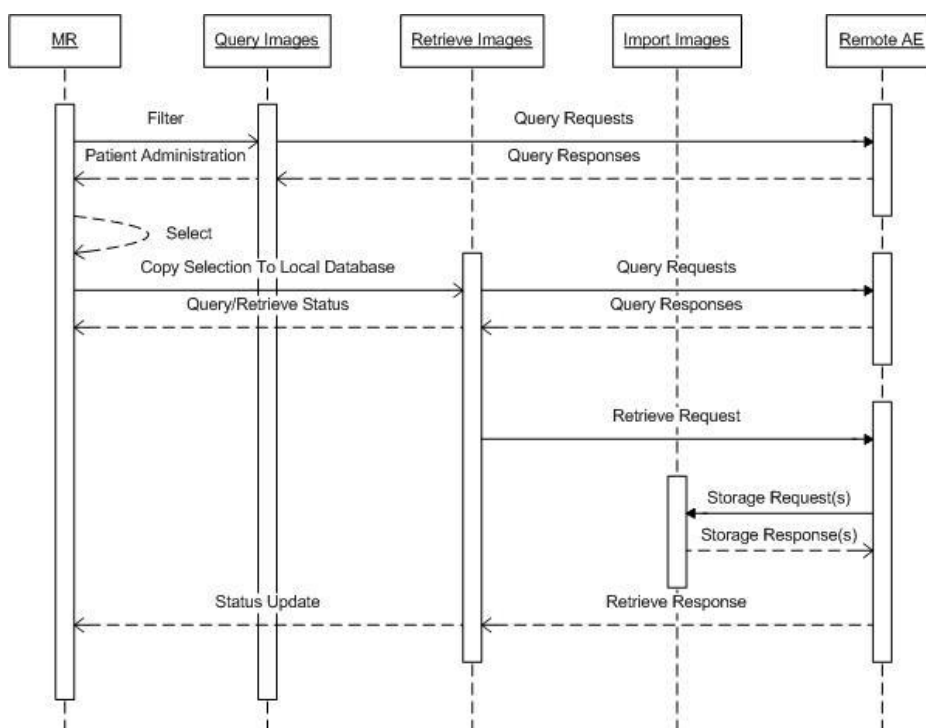 MR
Query Images
Retrieve Images
Import Images
Remote AE
Filter
Query Requests
Patient Administration
Query Responses
Select
Copy Selection To Local Database
Query Requests
Query/Retrieve Status
Query Responses
Retrieve Request
Storage Request(s)
Storage Response(s)
Status Update
Retrieve Response